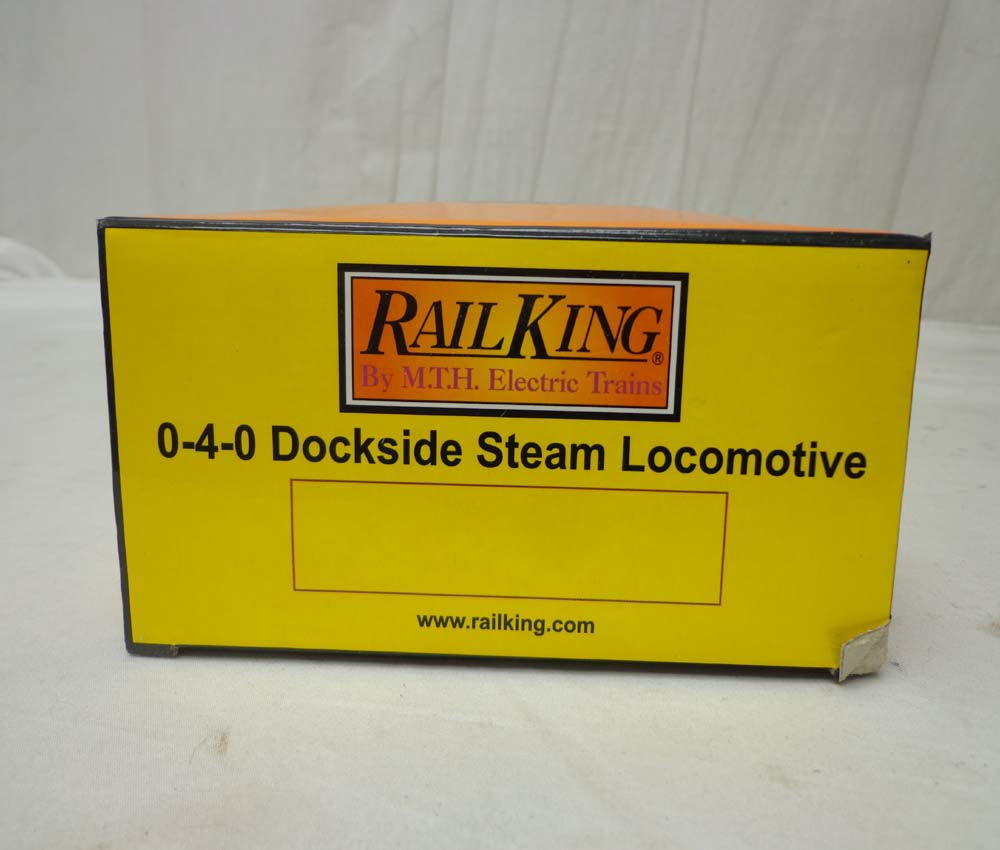 RAILKING®
By M.T.H. Electric Trains
0-4-0 Dockside Steam Locomotive
www.railking.com